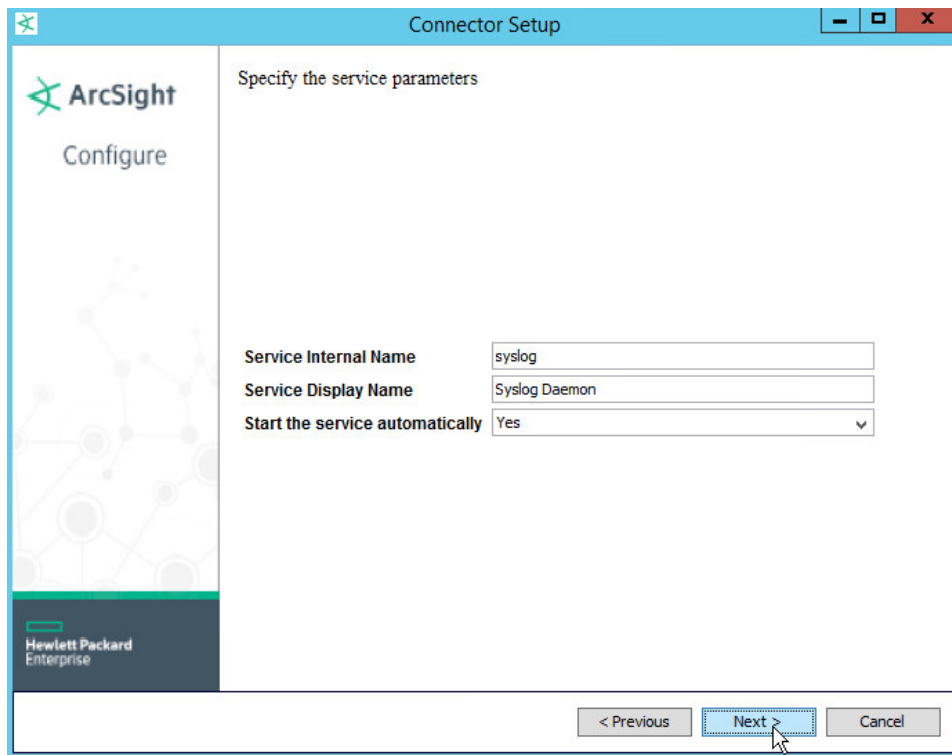 Connector Setup
ArcSight
Configure
Specify the service parameters
Service Internal Name syslog
Service Display Name Syslog Daemon
Start the service automatically Yes
Hewlett Packard
Enterprise
< Previous Next > Cancel